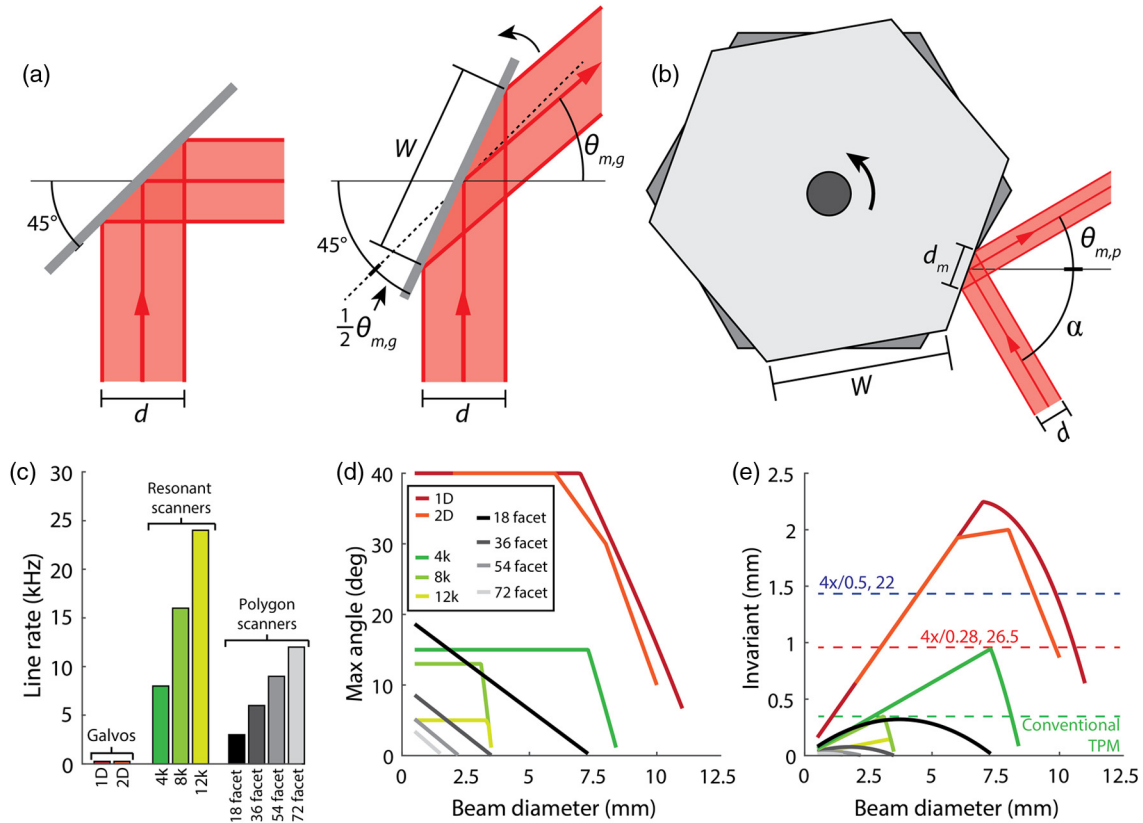 (a)
45°
d
W
θm,g
45°
½θm,g
d
(b)
dm
θm,p
α
W
d
(c)
Line rate (kHz)
30
25
20
15
10
5
0
Resonant
scanners
Polygon
scanners
Galvos
1D
2D
4k
8k
12k
18 facet
36 facet
54 facet
72 facet
(d)
Max angle (deg)
40
30
20
10
0
1D
2D
4k
8k
12k
18 facet
36 facet
54 facet
72 facet
0 2.5 5 7.5 10 12.5
Beam diameter (mm)
(e)
Invariant (mm)
2.5
2
1.5
1
0.5
0
4x/0.5, 22
4x/0.28, 26.5
Conventional
TPM
0 2.5 5 7.5 10 12.5
Beam diameter (mm)